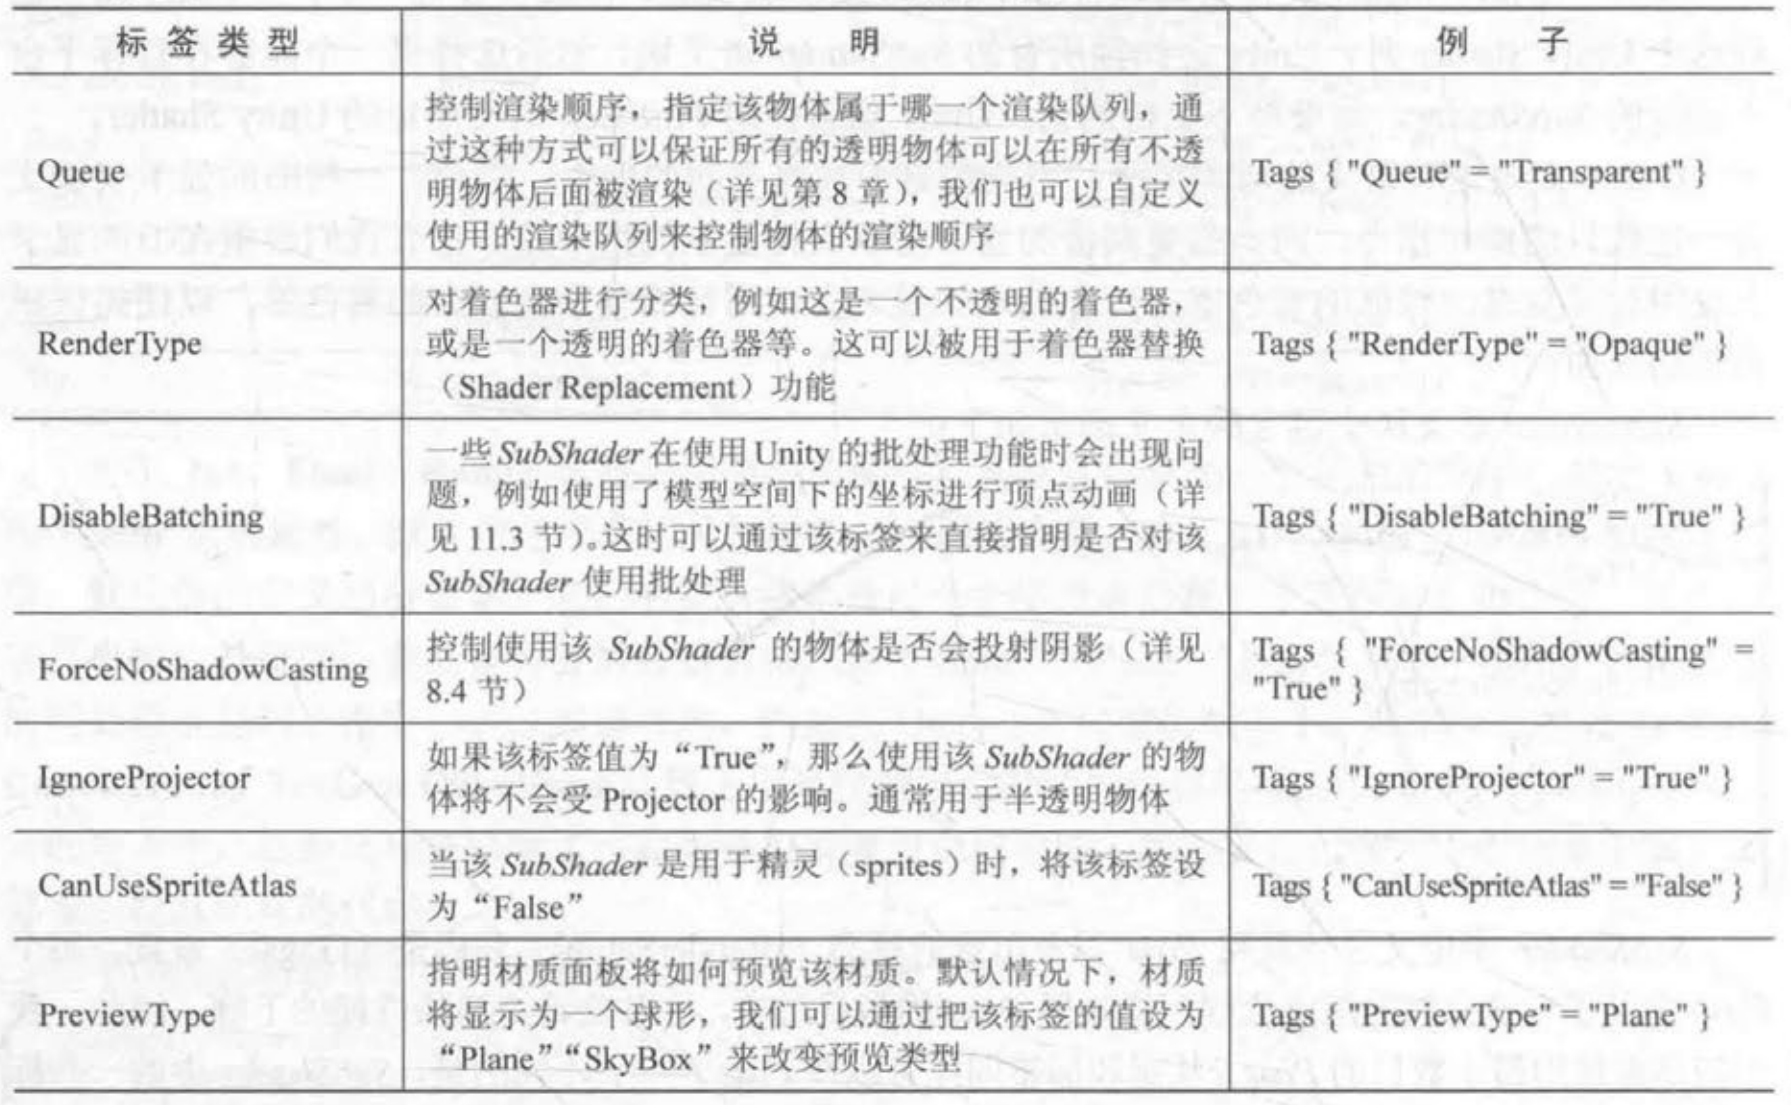 标签类型 说明 例子
Queue
控制渲染顺序，指定该物体属于哪一个渲染队列，通
过这种方式可以保证所有的透明物体可以在所有不透
明物体后面被渲染（详见第 8 章），我们也可以自定义
使用的渲染队列来控制物体的渲染顺序
Tags { "Queue" = "Transparent" }
RenderType
对着色器进行分类，例如这是一个不透明的着色器，
或是一个透明的着色器等。这可以被用于着色器替换
（Shader Replacement）功能
Tags { "RenderType" = "Opaque" }
DisableBatching
一些 SubShader 在使用 Unity 的批处理功能时会出现问
题，例如使用了模型空间下的坐标进行顶点动画（详
见 11.3 节）。这时可以通过该标签来直接指明是否对该
SubShader 使用批处理
Tags { "DisableBatching" = "True" }
ForceNoShadowCasting
控制使用该 SubShader 的物体是否会投射阴影（详见
8.4 节）
Tags { "ForceNoShadowCasting" =
"True" }
IgnoreProjector
如果该标签值为“True”，那么使用该 SubShader 的物
体将不会受 Projector 的影响。通常用于半透明物体
Tags { "IgnoreProjector" = "True" }
CanUseSpriteAtlas
当该 SubShader 是用于精灵（sprites）时，将该标签设
为“False”
Tags { "CanUseSpriteAtlas" = "False" }
PreviewType
指明材质面板将如何预览该材质。默认情况下，材质
将显示为一个球形，我们可以通过把该标签的值设为
“Plane”“SkyBox”来改变预览类型
Tags { "PreviewType" = "Plane" }